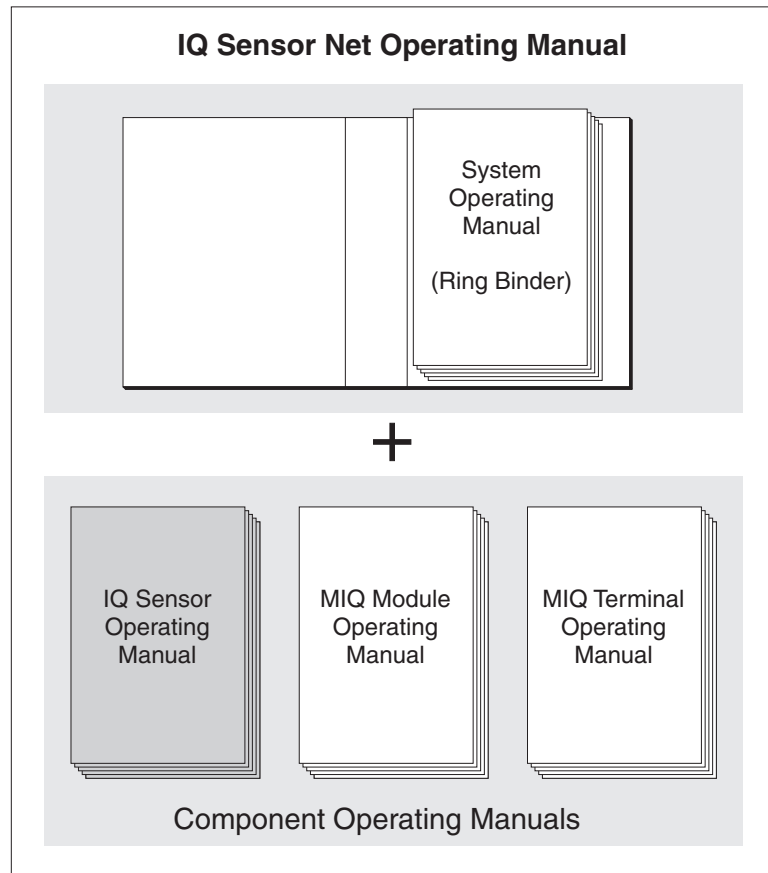 IQ Sensor Net Operating Manual
System
Operating
Manual
(Ring Binder)
+
IQ Sensor
Operating
Manual
MIQ Module
Operating
Manual
MIQ Terminal
Operating
Manual
Component Operating Manuals